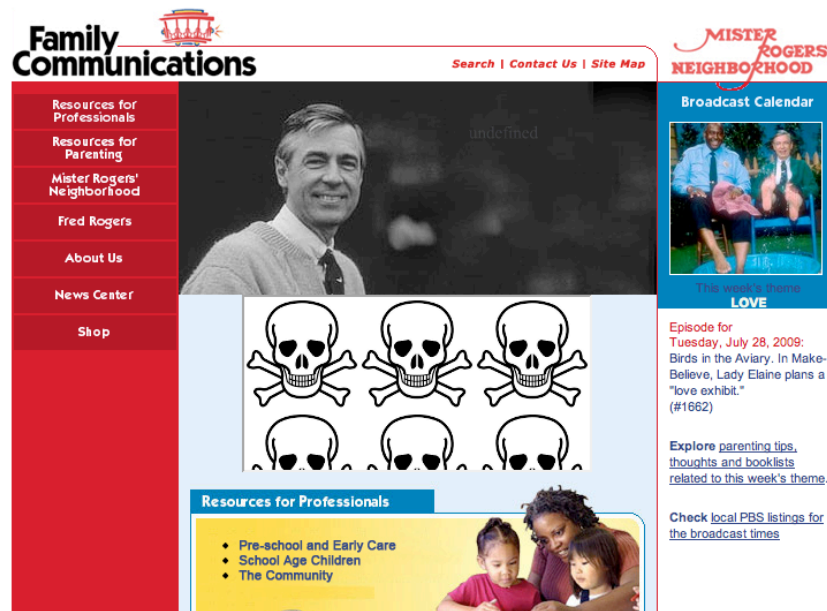 Family
Communications
Search | Contact Us | Site Map
MISTER
ROGERS
NEIGHBORHOOD
Resources for
Professionals
Resources for
Parenting
Mister Rogers'
Neighborhood
Fred Rogers
About Us
News Center
Shop
undefined
Broadcast Calendar
This week's theme
LOVE
Episode for
Tuesday, July 28, 2009:
Birds in the Aviary. In Make-
Believe, Lady Elaine plans a
"love exhibit."
(#1662)
Explore parenting tips,
thoughts and booklists
related to this week's theme.
Check local PBS listings for
the broadcast times
Resources for Professionals
Pre-school and Early Care
School Age Children
The Community